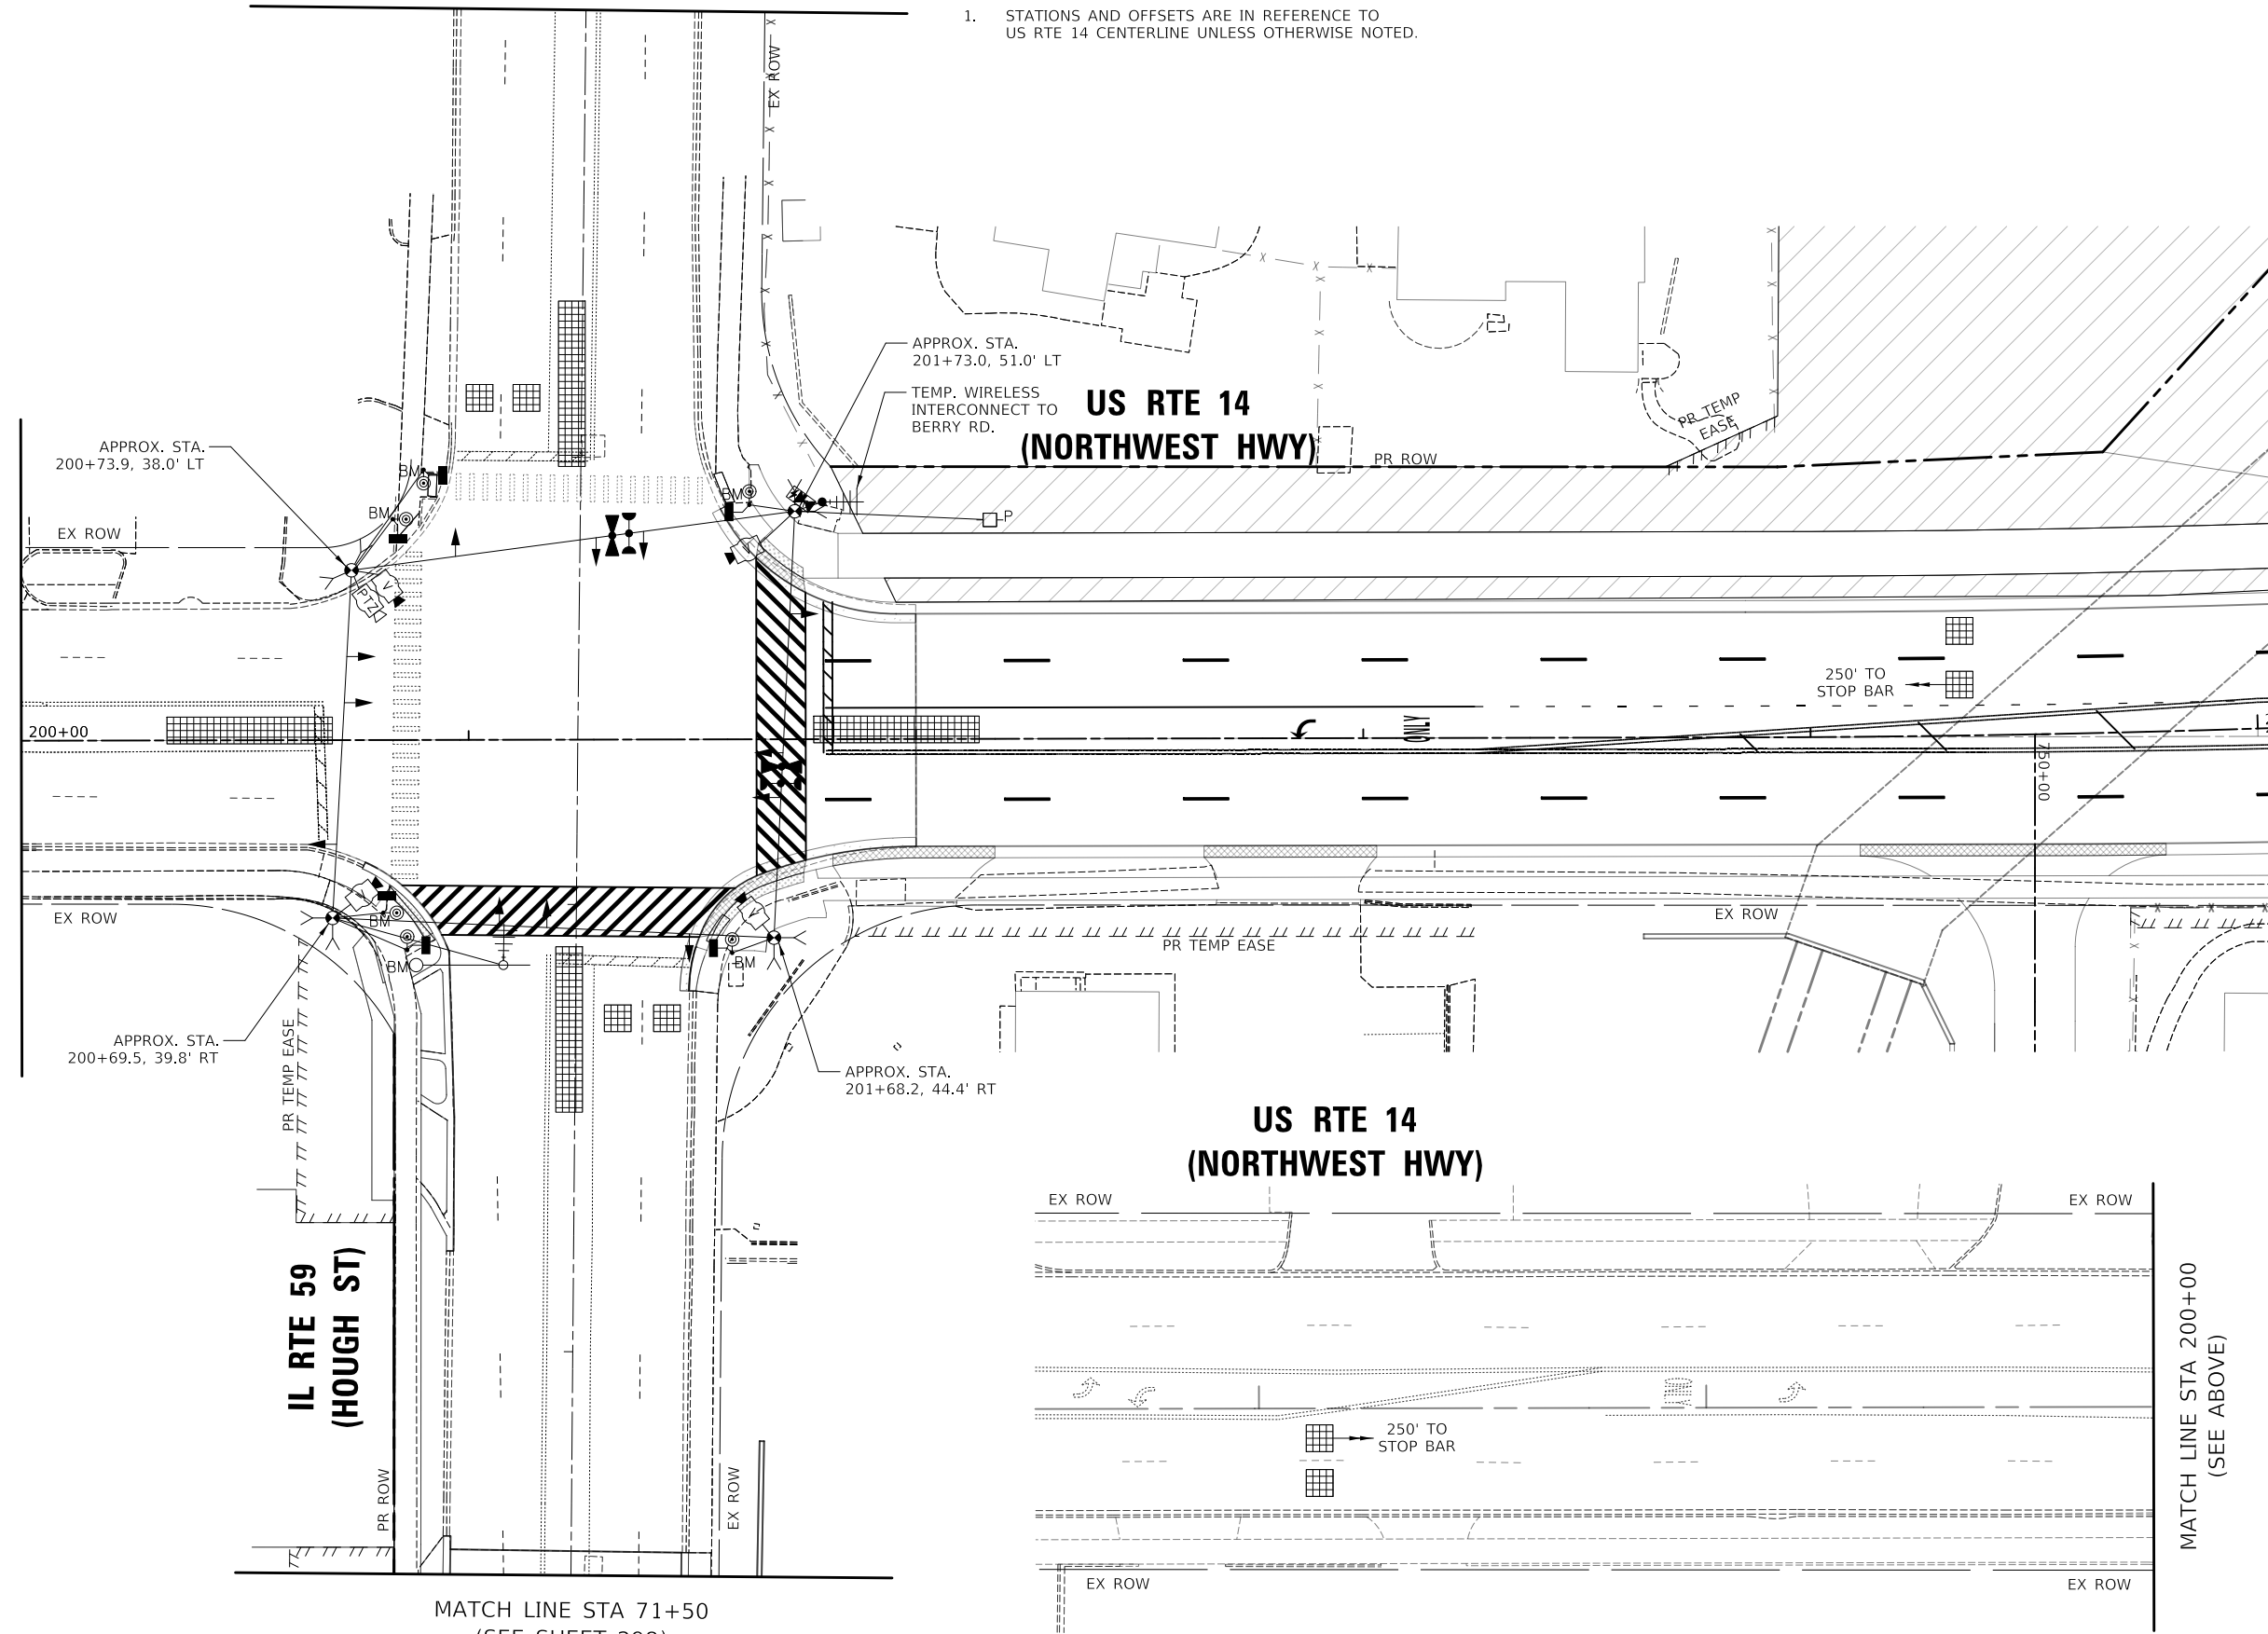 1. STATIONS AND OFFSETS ARE IN REFERENCE TO
US RTE 14 CENTERLINE UNLESS OTHERWISE NOTED.
EX ROW
APPROX. STA.
201+73.0, 51.0' LT
TEMP. WIRELESS
INTERCONNECT TO
BERRY RD.
US RTE 14
(NORTHWEST HWY)
PR TEMP
EASE
PR ROW
APPROX. STA.
200+73.9, 38.0' LT
BM
BM
BM
P
EX ROW
V
PTZ
250' TO
STOP BAR
200+00
ONLY
750+00
EX ROW
V
V
BM
BM
BM
EX ROW
PR TEMP EASE
APPROX. STA.
200+69.5, 39.8' RT
PR TEMP EASE
APPROX. STA.
201+68.2, 44.4' RT
US RTE 14
(NORTHWEST HWY)
EX ROW
EX ROW
IL RTE 59
(HOUGH ST)
PR ROW
EX ROW
250' TO
STOP BAR
MATCH LINE STA 200+00
(SEE ABOVE)
EX ROW
EX ROW
MATCH LINE STA 71+50